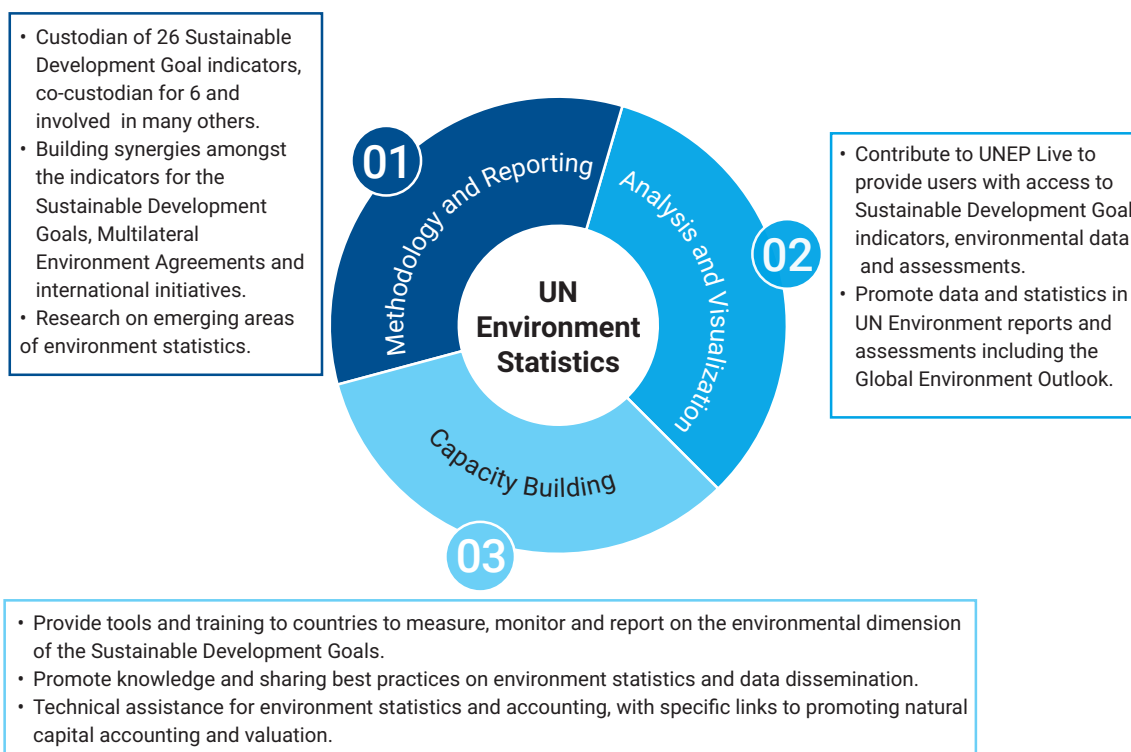 • Custodian of 26 Sustainable
Development Goal indicators,
co-custodian for 6 and
involved in many others.
• Building synergies amongst
the indicators for the
Sustainable Development
Goals, Multilateral
Environment Agreements and
international initiatives.
• Research on emerging areas
of environment statistics.
01
Methodology and Reporting
Analysis and Visualization
02
• Contribute to UNEP Live to
provide users with access to
Sustainable Development Goal
indicators, environmental data
and assessments.
• Promote data and statistics in
UN Environment reports and
assessments including the
Global Environment Outlook.
UN
Environment
Statistics
Capacity Building
03
• Provide tools and training to countries to measure, monitor and report on the environmental dimension
of the Sustainable Development Goals.
• Promote knowledge and sharing best practices on environment statistics and data dissemination.
• Technical assistance for environment statistics and accounting, with specific links to promoting natural
capital accounting and valuation.